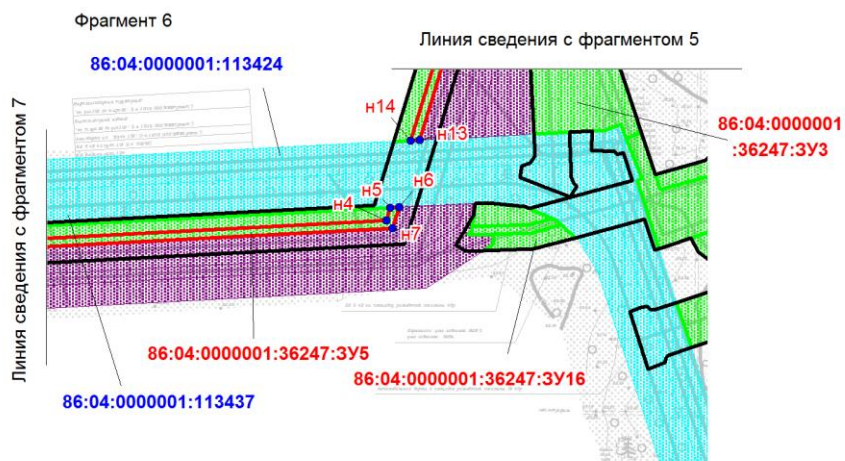 Фрагмент 6
Линия сведения с фрагментом 5
86:04:0000001:113424
н14
н13
86:04:0000001
:36247:ЗУ3
Линия сведения с фрагментом 7
н5
н6
н4
н7
86:04:0000001:36247:ЗУ5
86:04:0000001:36247:ЗУ16
86:04:0000001:113437